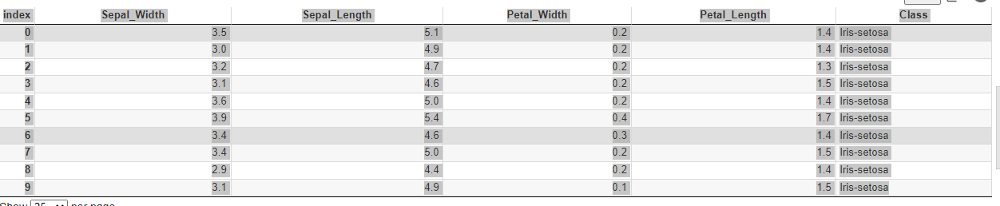 index Sepal_Width Sepal_Length Petal_Width Petal_Length Class
0 3.5 5.1 0.2 1.4 Iris-setosa
1 3.0 4.9 0.2 1.4 Iris-setosa
2 3.2 4.7 0.2 1.3 Iris-setosa
3 3.1 4.6 0.2 1.5 Iris-setosa
4 3.6 5.0 0.2 1.4 Iris-setosa
5 3.9 5.4 0.4 1.7 Iris-setosa
6 3.4 4.6 0.3 1.4 Iris-setosa
7 3.4 5.0 0.2 1.5 Iris-setosa
8 2.9 4.4 0.2 1.4 Iris-setosa
9 3.1 4.9 0.1 1.5 Iris-setosa
Show 25 per page